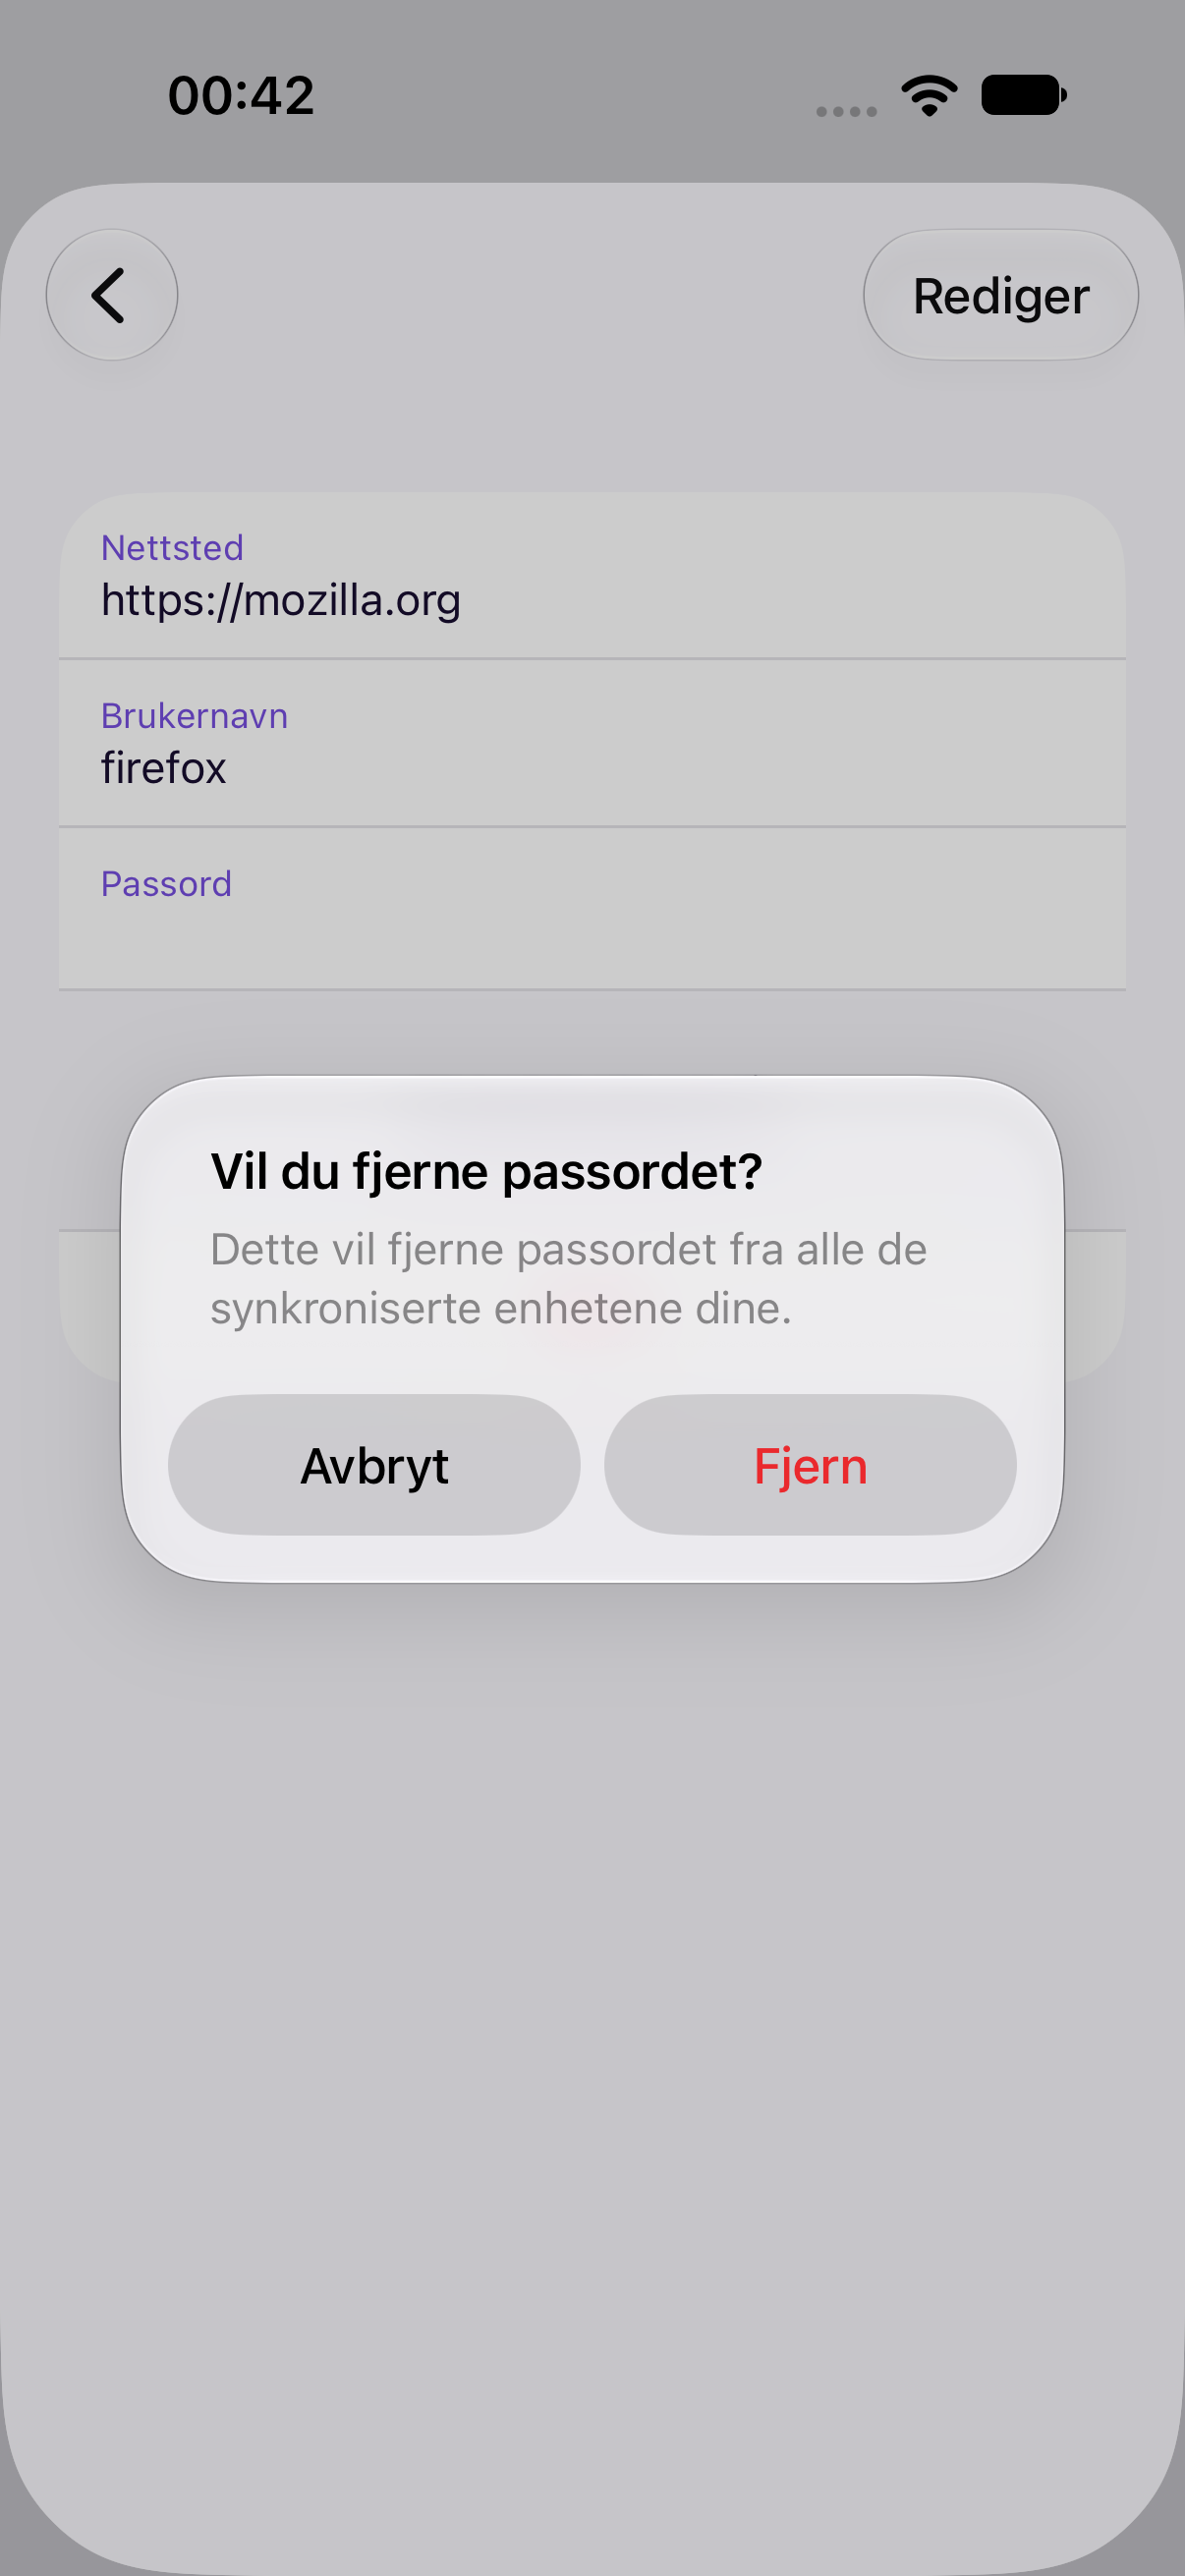 00:42
Rediger
Nettsted
https://mozilla.org
Brukernavn
firefox
Passord
Vil du fjerne passordet?
Dette vil fjerne passordet fra alle de
synkroniserte enhetene dine.
Avbryt
Fjern